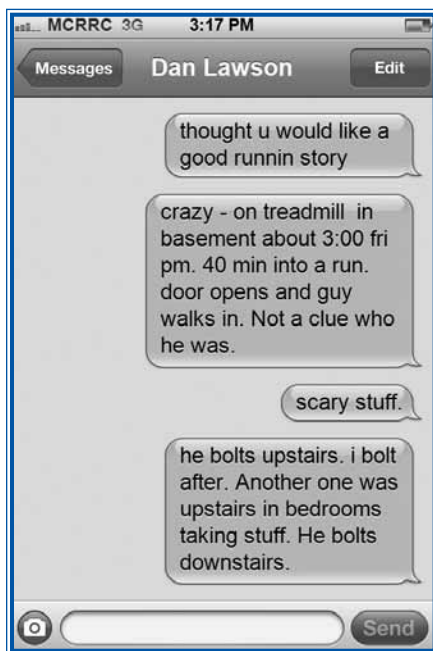 MCRRC 3G 3:17 PM
Messages Dan Lawson Edit
thought u would like a
good runnin story
crazy - on treadmill in
basement about 3:00 fri
pm. 40 min into a run.
door opens and guy
walks in. Not a clue who
he was.
scary stuff.
he bolts upstairs. i bolt
after. Another one was
upstairs in bedrooms
taking stuff. He bolts
downstairs.
Send